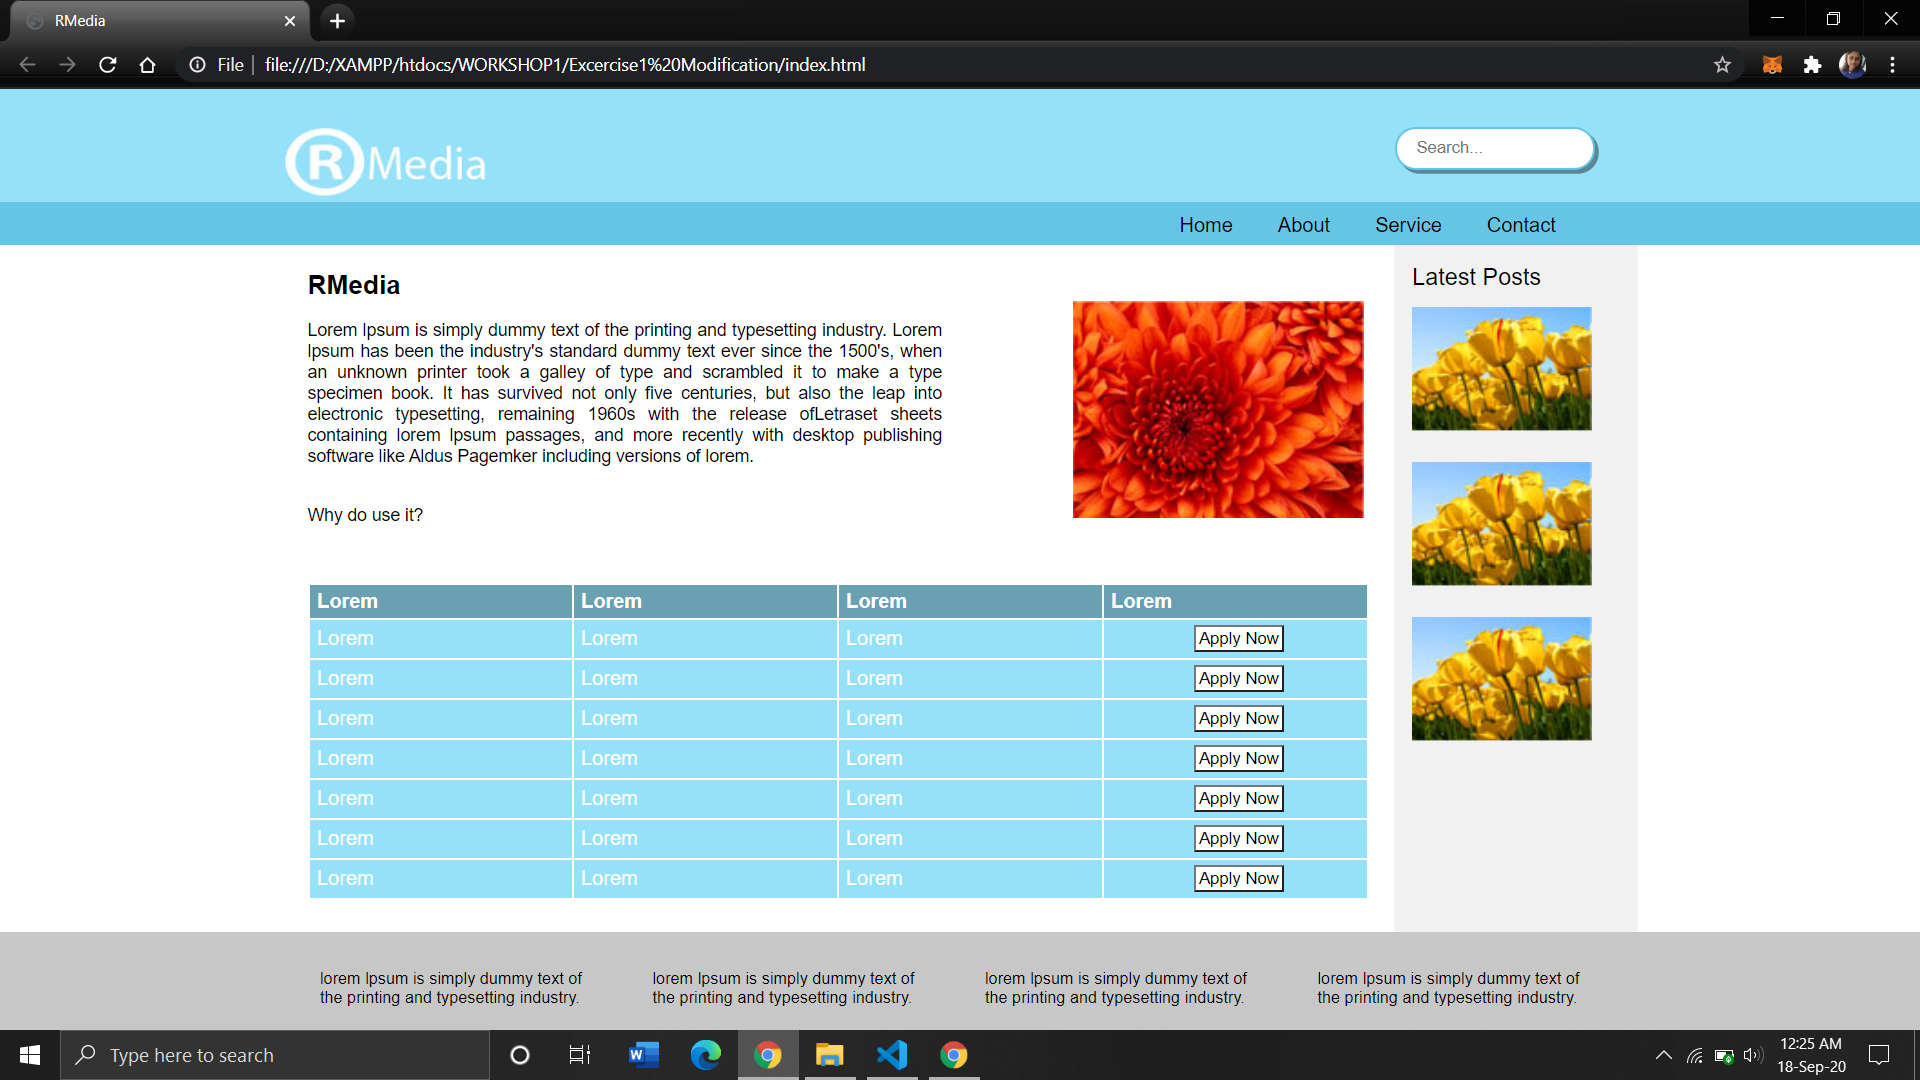 RMedia
File file:///D:/XAMPP/htdocs/WORKSHOP1/Excercise1%20Modification/index.html
R Media
Search...
Home About Service Contact
RMedia
Lorem Ipsum is simply dummy text of the printing and typesetting industry. Lorem
Ipsum has been the industry's standard dummy text ever since the 1500's, when
an unknown printer took a galley of type and scrambled it to make a type
specimen book. It has survived not only five centuries, but also the leap into
electronic typesetting, remaining 1960s with the release ofLetraset sheets
containing lorem Ipsum passages, and more recently with desktop publishing
software like Aldus Pagemker including versions of lorem.
Why do use it?
Latest Posts
Lorem Lorem Lorem Lorem
Lorem Lorem Lorem Apply Now
Lorem Lorem Lorem Apply Now
Lorem Lorem Lorem Apply Now
Lorem Lorem Lorem Apply Now
Lorem Lorem Lorem Apply Now
Lorem Lorem Lorem Apply Now
Lorem Lorem Lorem Apply Now
lorem Ipsum is simply dummy text of
the printing and typesetting industry.
lorem Ipsum is simply dummy text of
the printing and typesetting industry.
lorem Ipsum is simply dummy text of
the printing and typesetting industry.
lorem Ipsum is simply dummy text of
the printing and typesetting industry.
Type here to search
W
12:25 AM
18-Sep-20